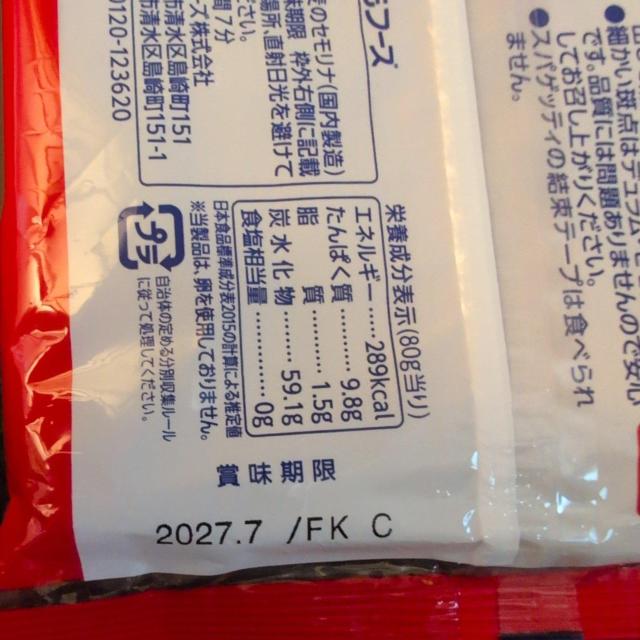 細かい斑点はデュラム
です。品質には問題ありませんので安心
してお召し上がりください。
●スパゲッティの結束テープは食べられ
ません。
フーズ
のセモリナ(国内製造)
味期限 枠外右側に記載
場所、直射日光を避けて
ださい。
間 7分
ズ株式会社
市清水区島崎町151
市清水区島崎町151-1
0120-123620
栄養成分表示(80g当り)
エネルギー……289kcal
たんぱく質………9.8g
脂質………1.5g
炭水化物……59.1g
食塩相当量………0g
日本食品標準成分表2015の計算による推定値
※当製品は、卵を使用しておりません。
プラ
自治体の定める分別収集ルール
に従って処理してください。
賞味期限
2027.7 /FK C